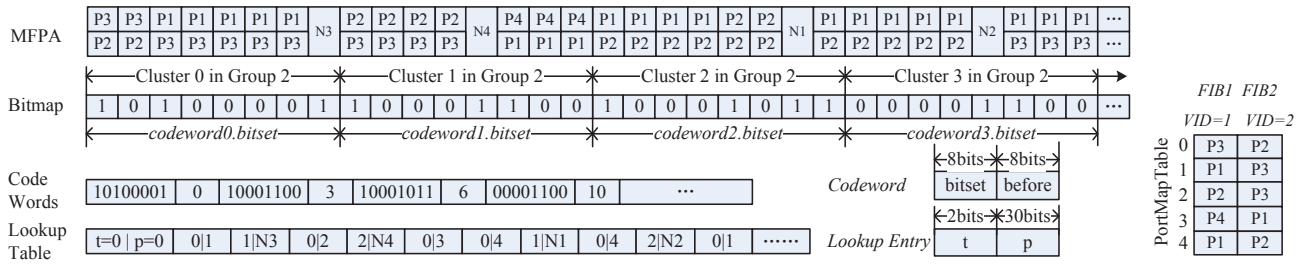 MFPA
P3 P3 P1 P1 P1 P1 P1 N3 P2 P2 P2 P2 N4 P4 P4 P4 P1 P1 P1 P1 P2 P2 N1 P1 P1 P1 P1 P1 N2 P1 P1 P1 ...
P2 P2 P3 P3 P3 P3 P3 P3 P3 P3 P3 P1 P1 P1 P2 P2 P2 P2 P2 P2 P2 P2 P2 P2 P2 P3 P3 P3 ...
Cluster 0 in Group 2 Cluster 1 in Group 2 Cluster 2 in Group 2 Cluster 3 in Group 2
Bitmap 1 0 1 0 0 0 0 1 1 0 0 0 1 1 0 0 1 0 0 0 1 0 1 1 0 0 0 0 1 1 0 0 ...
codeword0.bitset codeword1.bitset codeword2.bitset codeword3.bitset
Code
Words
10100001 0 10001100 3 10001011 6 00001100 10 ...
Lookup
Table
t=0 | p=0 0|1 1|N3 0|2 2|N4 0|3 0|4 1|N1 0|4 2|N2 0|1 ......
8bits 8bits
Codeword bitset before
2bits 30bits
Lookup Entry t p
FIB1 FIB2
VID=1 VID=2
PortMapTable
0 P3 P2
1 P1 P3
2 P2 P3
3 P4 P1
4 P1 P2